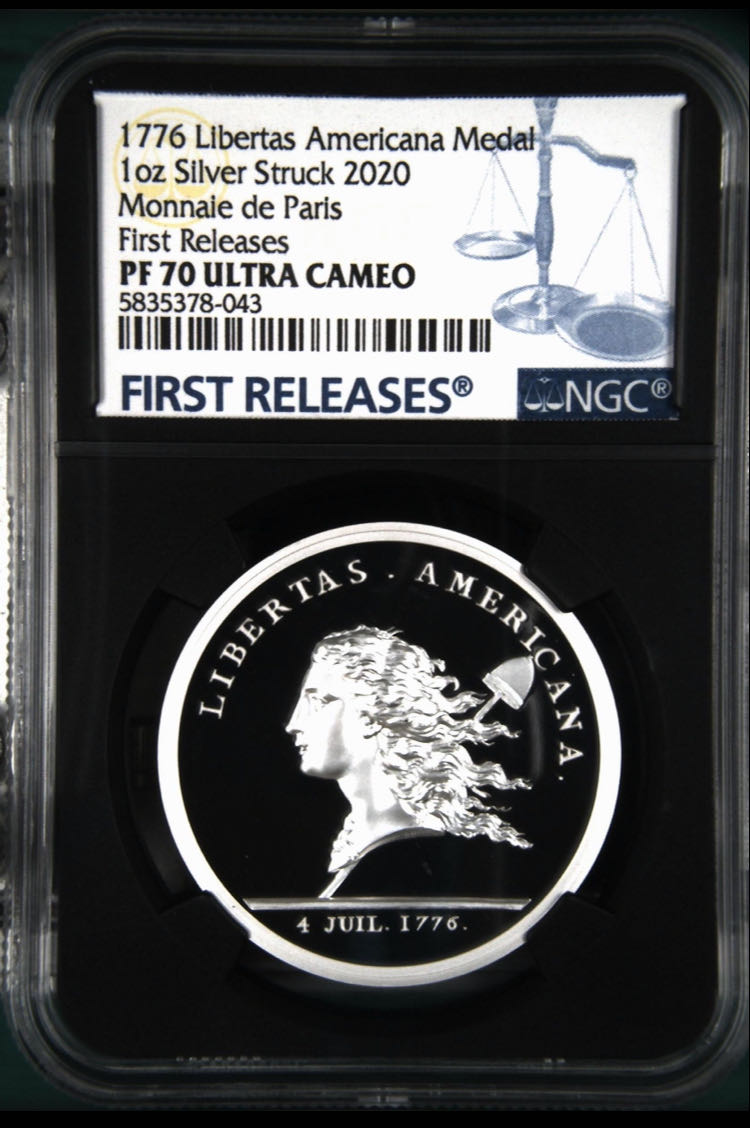 1776 Libertas Americana Medal
1oz Silver Struck 2020
Monnaie de Paris
First Releases
PF 70 ULTRA CAMEO
5835378-043
FIRST RELEASES®
NGC®
LIBERTAS . AMERICANA.
4 JUIL. 1776.